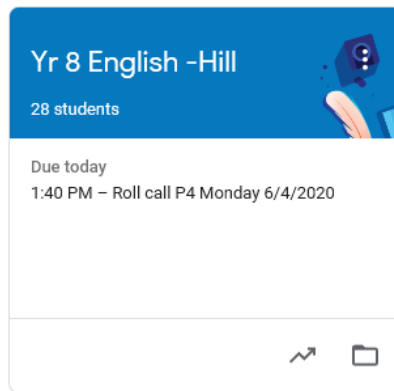 Yr 8 English -Hill
28 students
Due today
1:40 PM – Roll call P4 Monday 6/4/2020